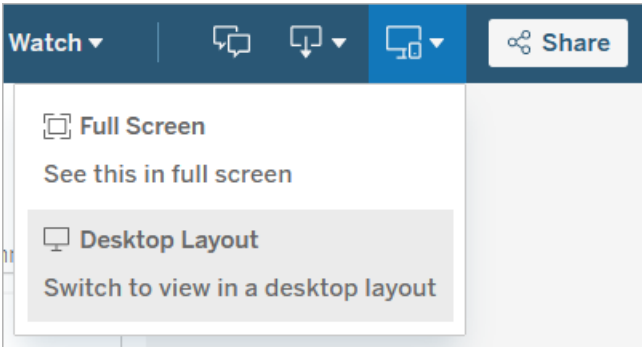 Watch
Share
Full Screen
See this in full screen
Desktop Layout
Switch to view in a desktop layout